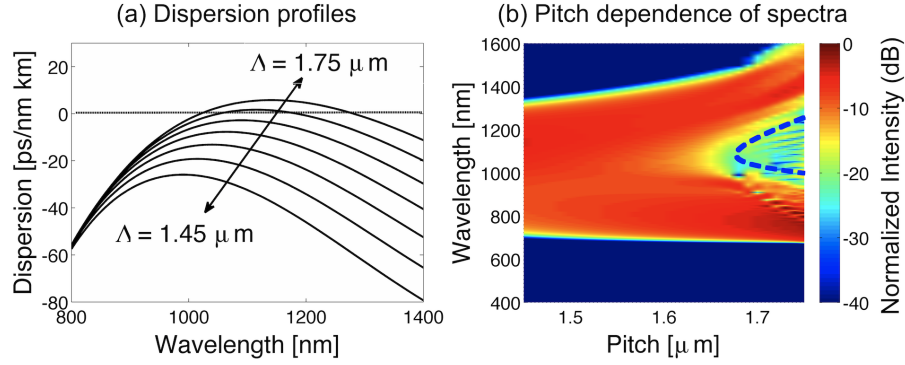 (a) Dispersion profiles
Dispersion [ps/nm km]
20
0
-20
-40
-60
-80
Λ = 1.75 μm
Λ = 1.45 μm
800
1000
1200
1400
Wavelength [nm]
(b) Pitch dependence of spectra
Wavelength [nm]
1600
1400
1200
1000
800
600
400
1.5
1.6
1.7
Pitch [μm]
0
-10
-20
-30
-40
Normalized Intensity (dB)